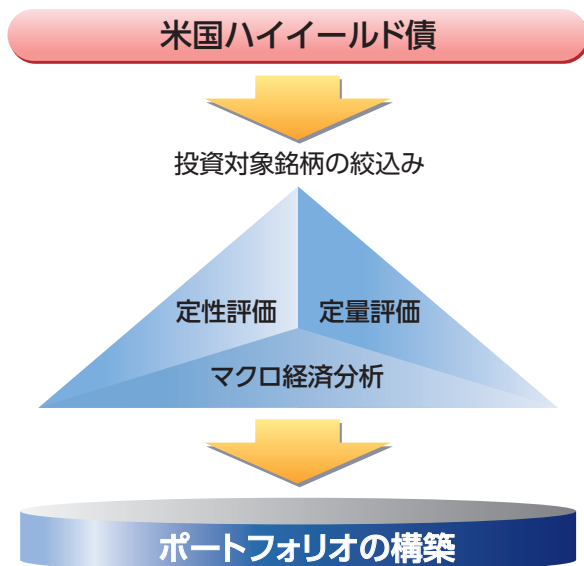 米国ハイイールド債
投資対象銘柄の絞込み
定性評価 定量評価
マクロ経済分析
ポートフォリオの構築